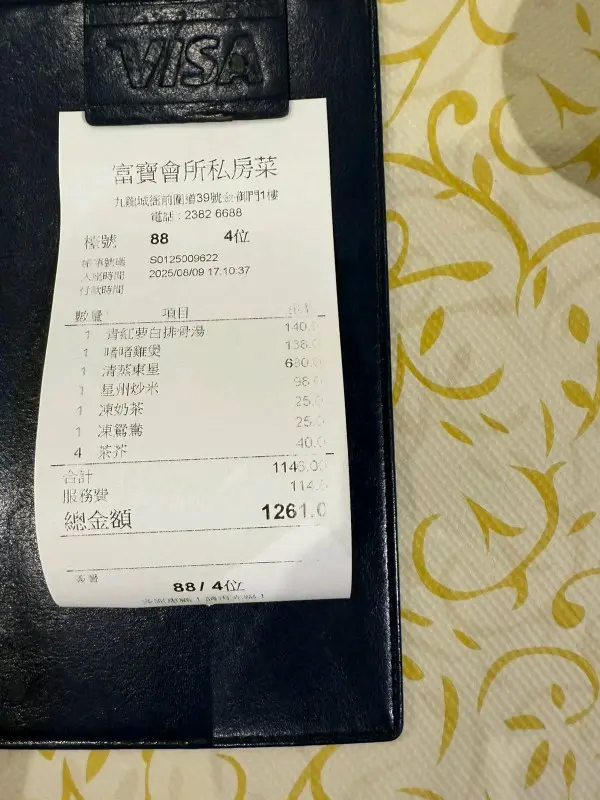 VISA
富寶會所私房菜
九龍城衙前圍道39號金御門1樓
電話：2382 6688
檯號 88 4位
帳單號碼 S0125009622
入座時間 2025/08/09 17:10:37
付款時間
數量 項目
1 青紅蘿白排骨湯 140.0
1 啫啫雞煲 138.0
1 清蒸東星 680.0
1 星州炒米 98.0
1 凍奶茶 25.0
1 凍鴛鴦 25.0
4 茶芥 40.0
合計 1146.00
服務費 114.6
總金額 1261.0
88 / 4位